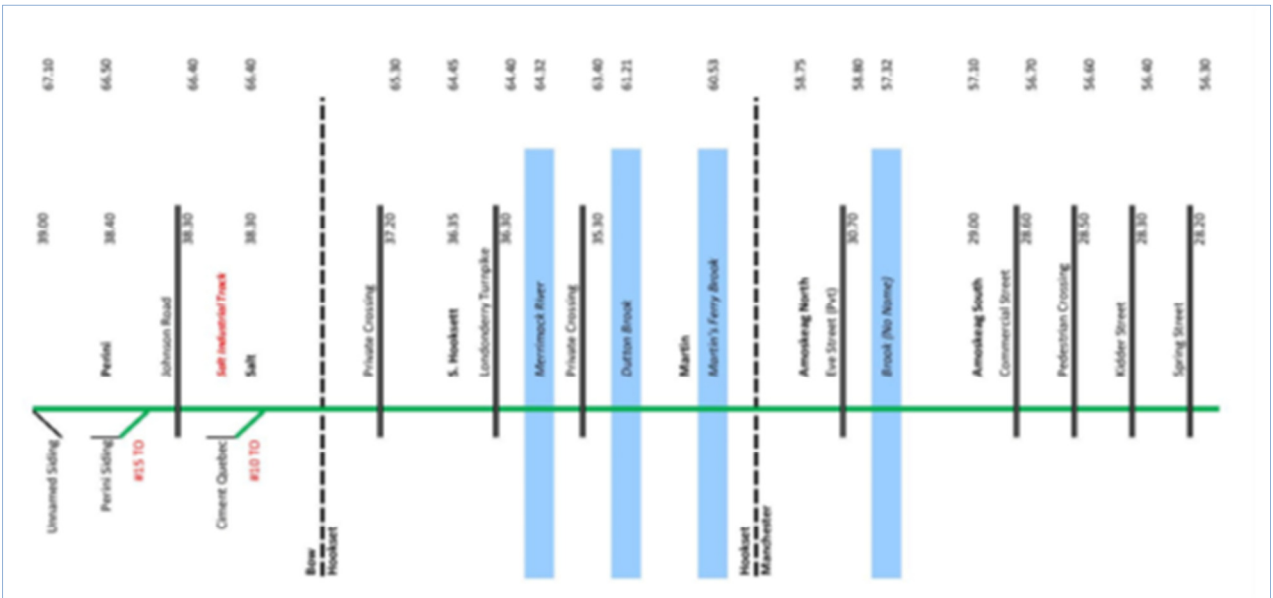 67.10
66.50
66.40
66.40
65.30
64.45
64.40
64.32
63.40
61.21
60.53
58.75
58.80
57.32
57.10
56.70
56.60
56.40
56.30
39.00
38.40
38.30
38.30
37.20
36.35
36.30
35.30
30.70
29.00
28.60
28.50
28.30
28.20
Perini
Johnson Road
Salt Industrial Track
Salt
Private Crossing
S. Hooksett
Londonderry Turnpike
Merrimack River
Private Crossing
Dutton Brook
Martin
Martin's Ferry Brook
Amoskeag North
Eve Street (Pvt)
Brook (No Name)
Amoskeag South
Commercial Street
Pedestrian Crossing
Kidder Street
Spring Street
Unnamed Siding
Perini Siding
#15 TO
Ciment Quebec
#10 TO
Bow
Hookset
Hookset
Manchester